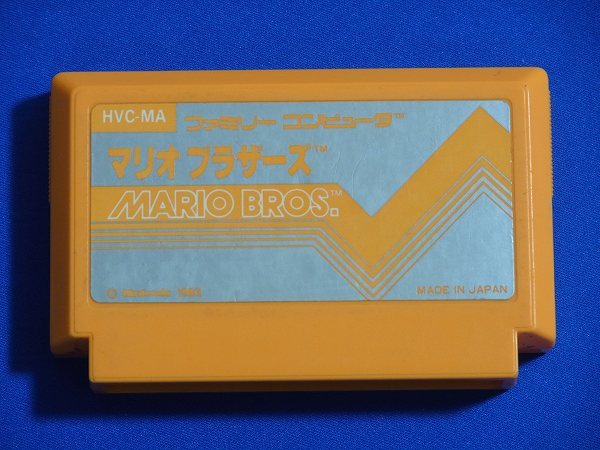 HVC-MA ファミリー コンピュータ™
マリオ ブラザーズ™
MARIO BROS.™
© Nintendo 1983
MADE IN JAPAN